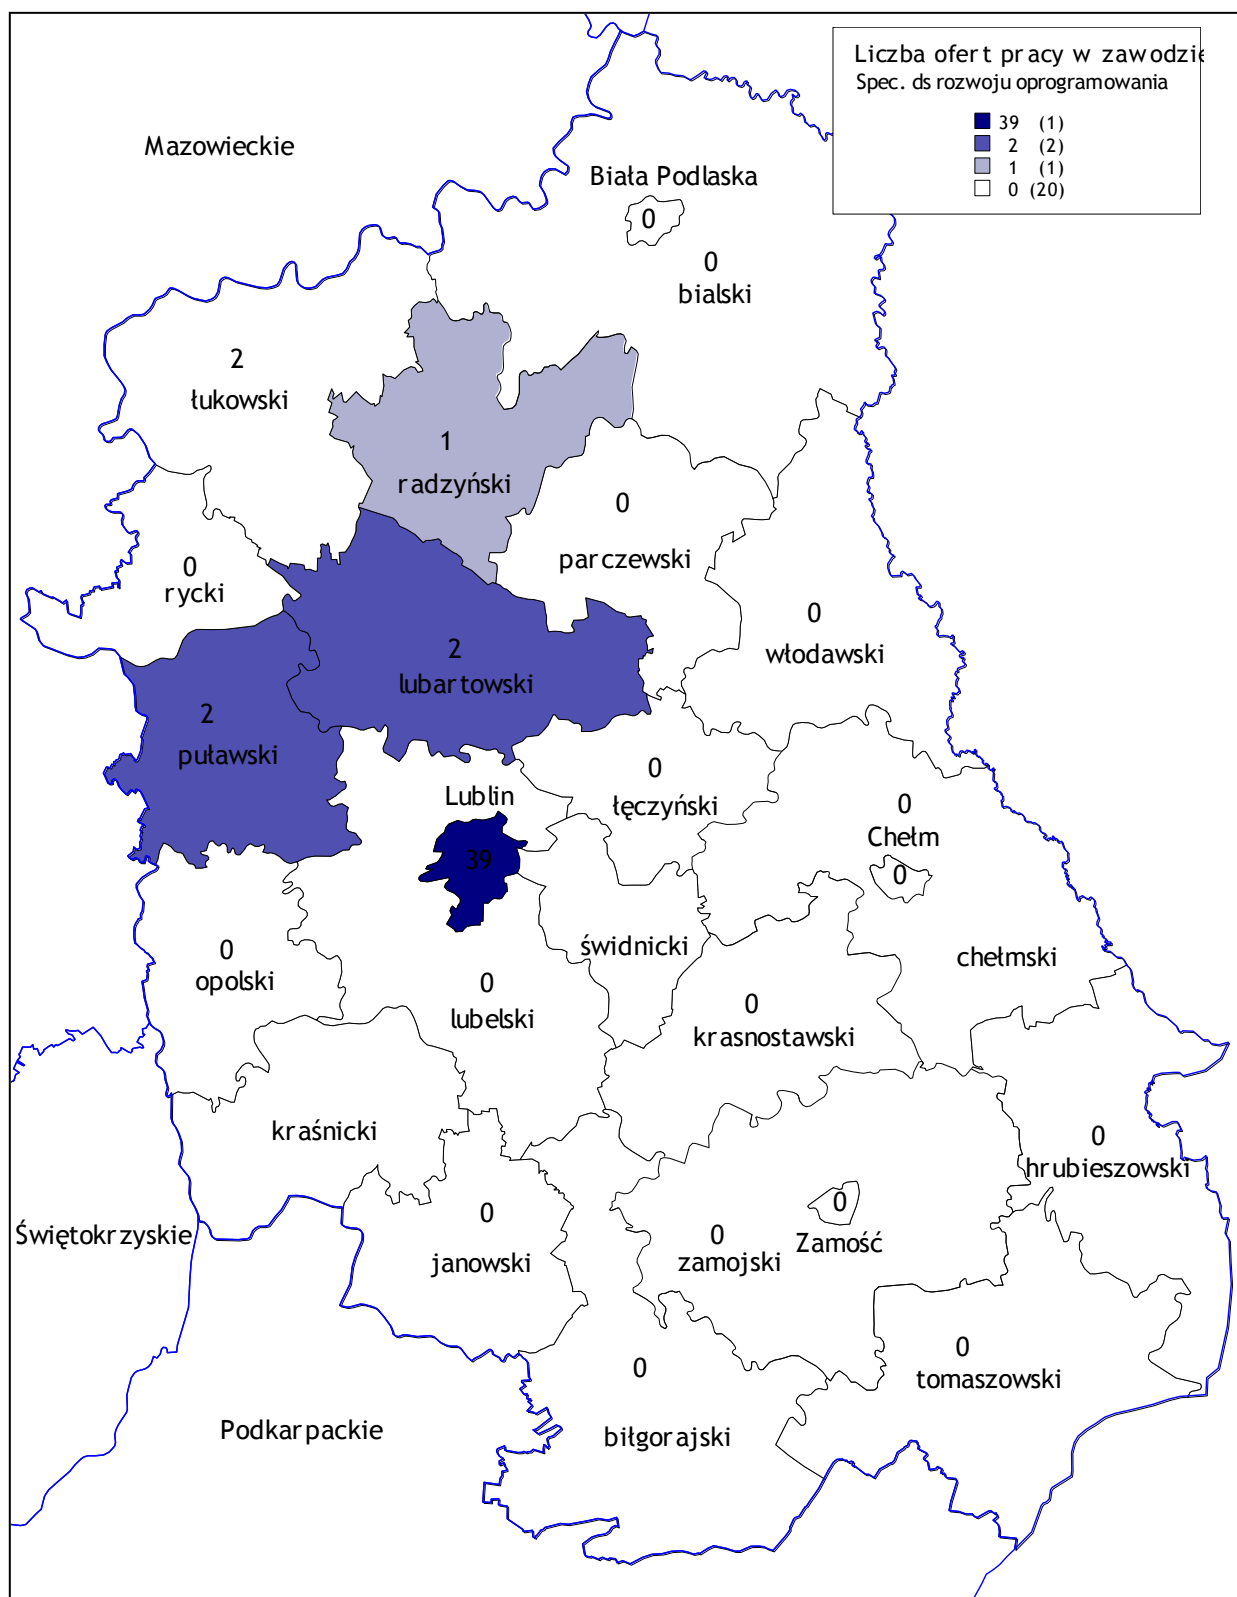 Liczba ofert pracy w zawodzie
Spec. ds rozwoju oprogramowania
39 (1)
2 (2)
1 (1)
0 (20)
Mazowieckie
Biała Podlaska
0
0
bialski
2
łukowski
1
radzyński
0
parczewski
0
rycki
0
włodawski
2
lubartowski
2
puławski
0
łęczyński
Lublin
39
0
Chełm
0
chełmski
świdnicki
0
opolski
0
lubelski
0
krasnostawski
kraśnicki
0
hrubieszowski
0
janowski
0
zamojski
0
Zamość
Świętokrzyskie
0
tomaszowski
0
biłgorajski
Podkarpackie